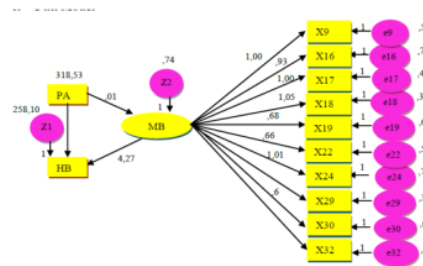 318,53
PA
258,10
Z1
1
HB
,01
,74
Z2
1
MB
4,27
1,00
,93
1,00
1,05
,68
,66
1,01
,6
X9
1
e9
X16
1
e16
X17
1
e17
X18
1
e18
X19
1
e19
X22
1
e22
X24
1
e24
X29
1
e29
X30
1
e30
X32
1
e32